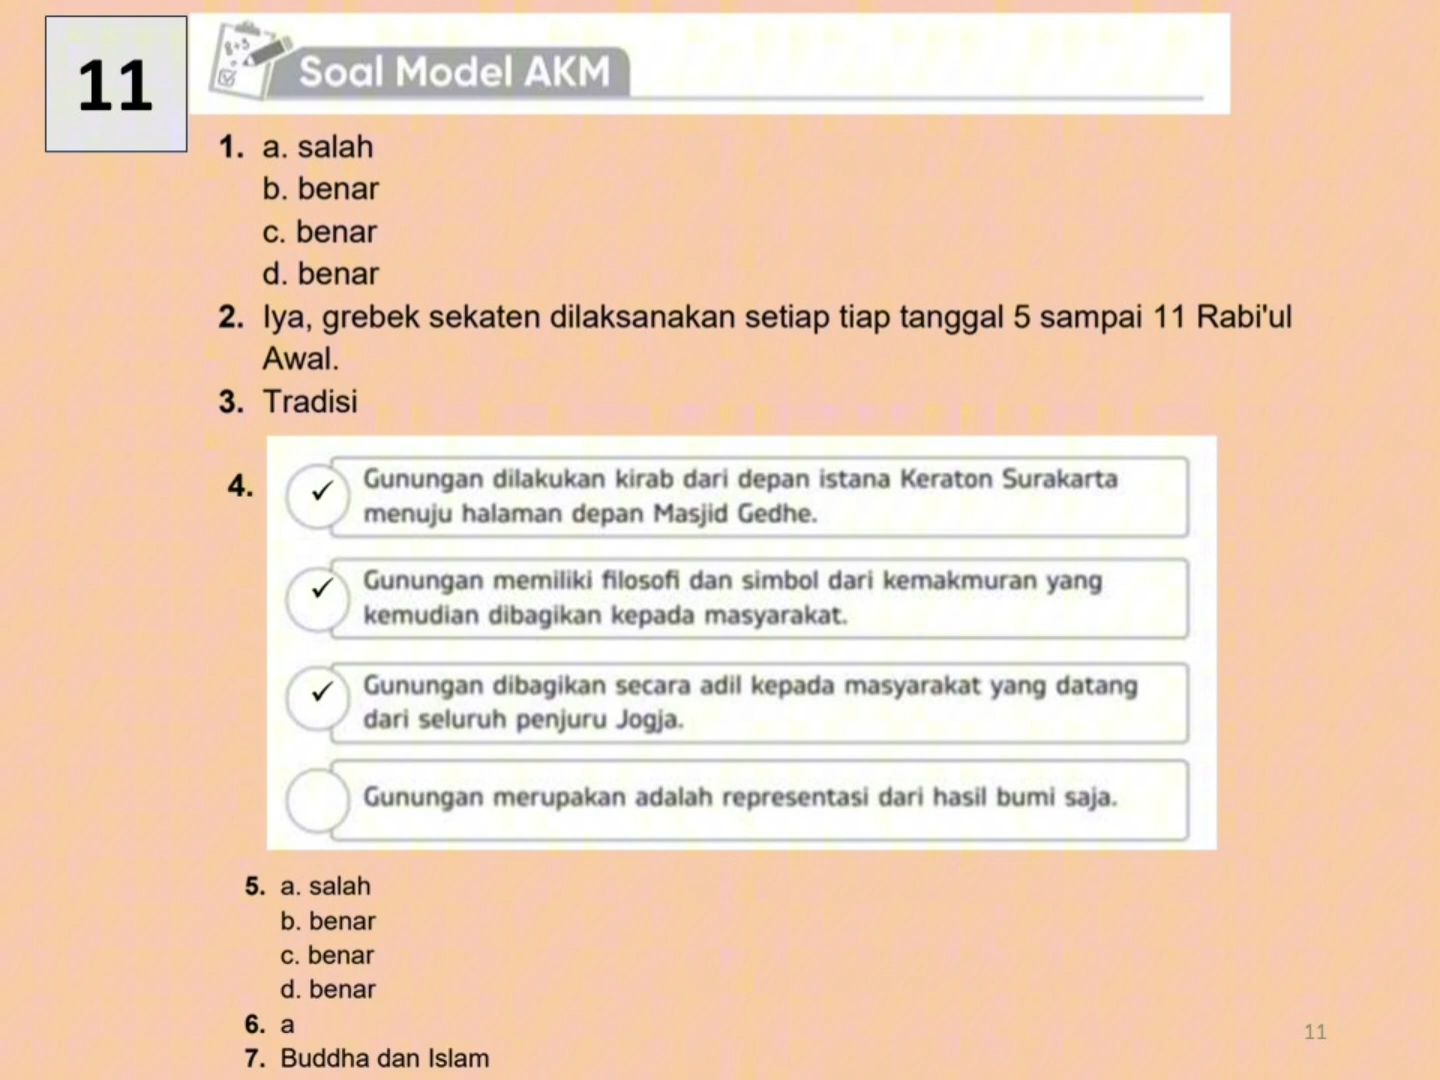 11
Soal Model AKM
1. a. salah
b. benar
c. benar
d. benar
2. Iya, grebek sekaten dilaksanakan setiap tiap tanggal 5 sampai 11 Rabi'ul
Awal.
3. Tradisi
4.
✓ Gunungan dilakukan kirab dari depan istana Keraton Surakarta
menuju halaman depan Masjid Gedhe.
✓ Gunungan memiliki filosofi dan simbol dari kemakmuran yang
kemudian dibagikan kepada masyarakat.
✓ Gunungan dibagikan secara adil kepada masyarakat yang datang
dari seluruh penjuru Jogja.
Gunungan merupakan adalah representasi dari hasil bumi saja.
5. a. salah
b. benar
c. benar
d. benar
6. a
7. Buddha dan Islam
11